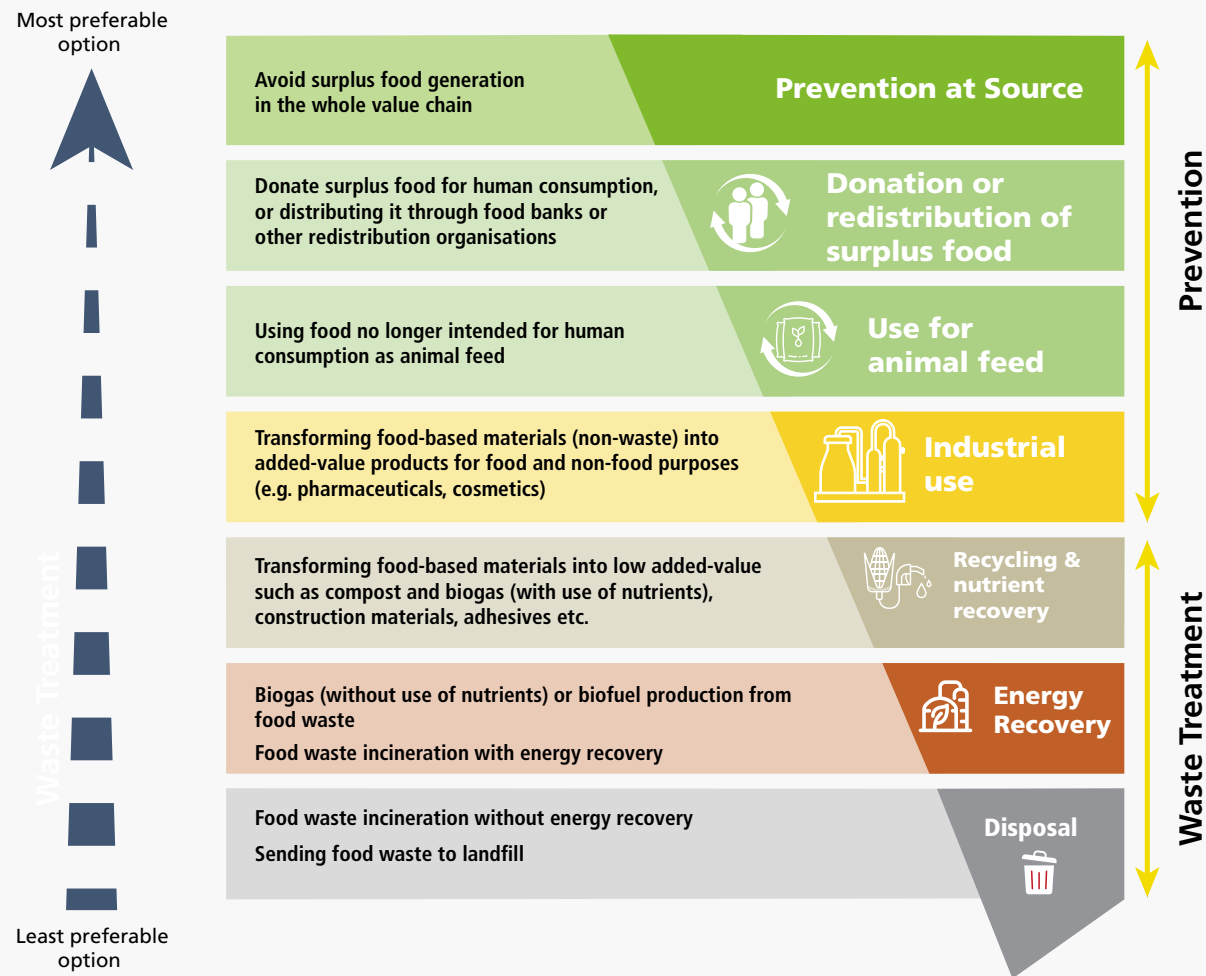 Most preferable
option
Avoid surplus food generation
in the whole value chain
Prevention at Source
Donate surplus food for human consumption,
or distributing it through food banks or
other redistribution organisations
Donation or
redistribution of
surplus food
Using food no longer intended for human
consumption as animal feed
Use for
animal feed
Transforming food-based materials (non-waste) into
added-value products for food and non-food purposes
(e.g. pharmaceuticals, cosmetics)
Industrial
use
Prevention
Transforming food-based materials into low added-value
such as compost and biogas (with use of nutrients),
construction materials, adhesives etc.
Recycling &
nutrient
recovery
Biogas (without use of nutrients) or biofuel production from
food waste
Food waste incineration with energy recovery
Energy
Recovery
Food waste incineration without energy recovery
Sending food waste to landfill
Disposal
Waste Treatment
Waste Treatment
Least preferable
option